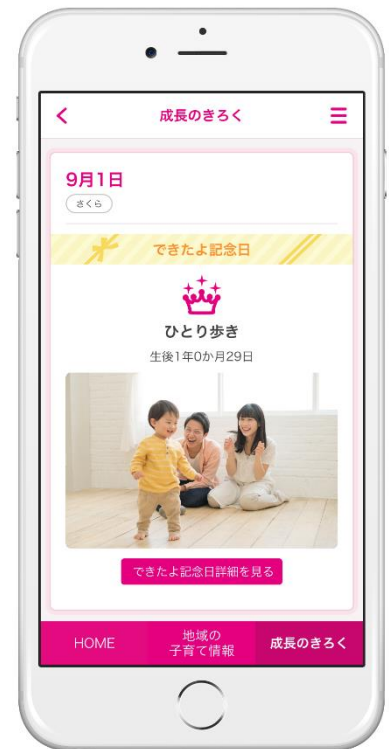 成長のきろく
9月1日
さくら
できたよ記念日
ひとり歩き
生後1年0か月29日
できたよ記念日詳細を見る
HOME
地域の
子育て情報
成長のきろく